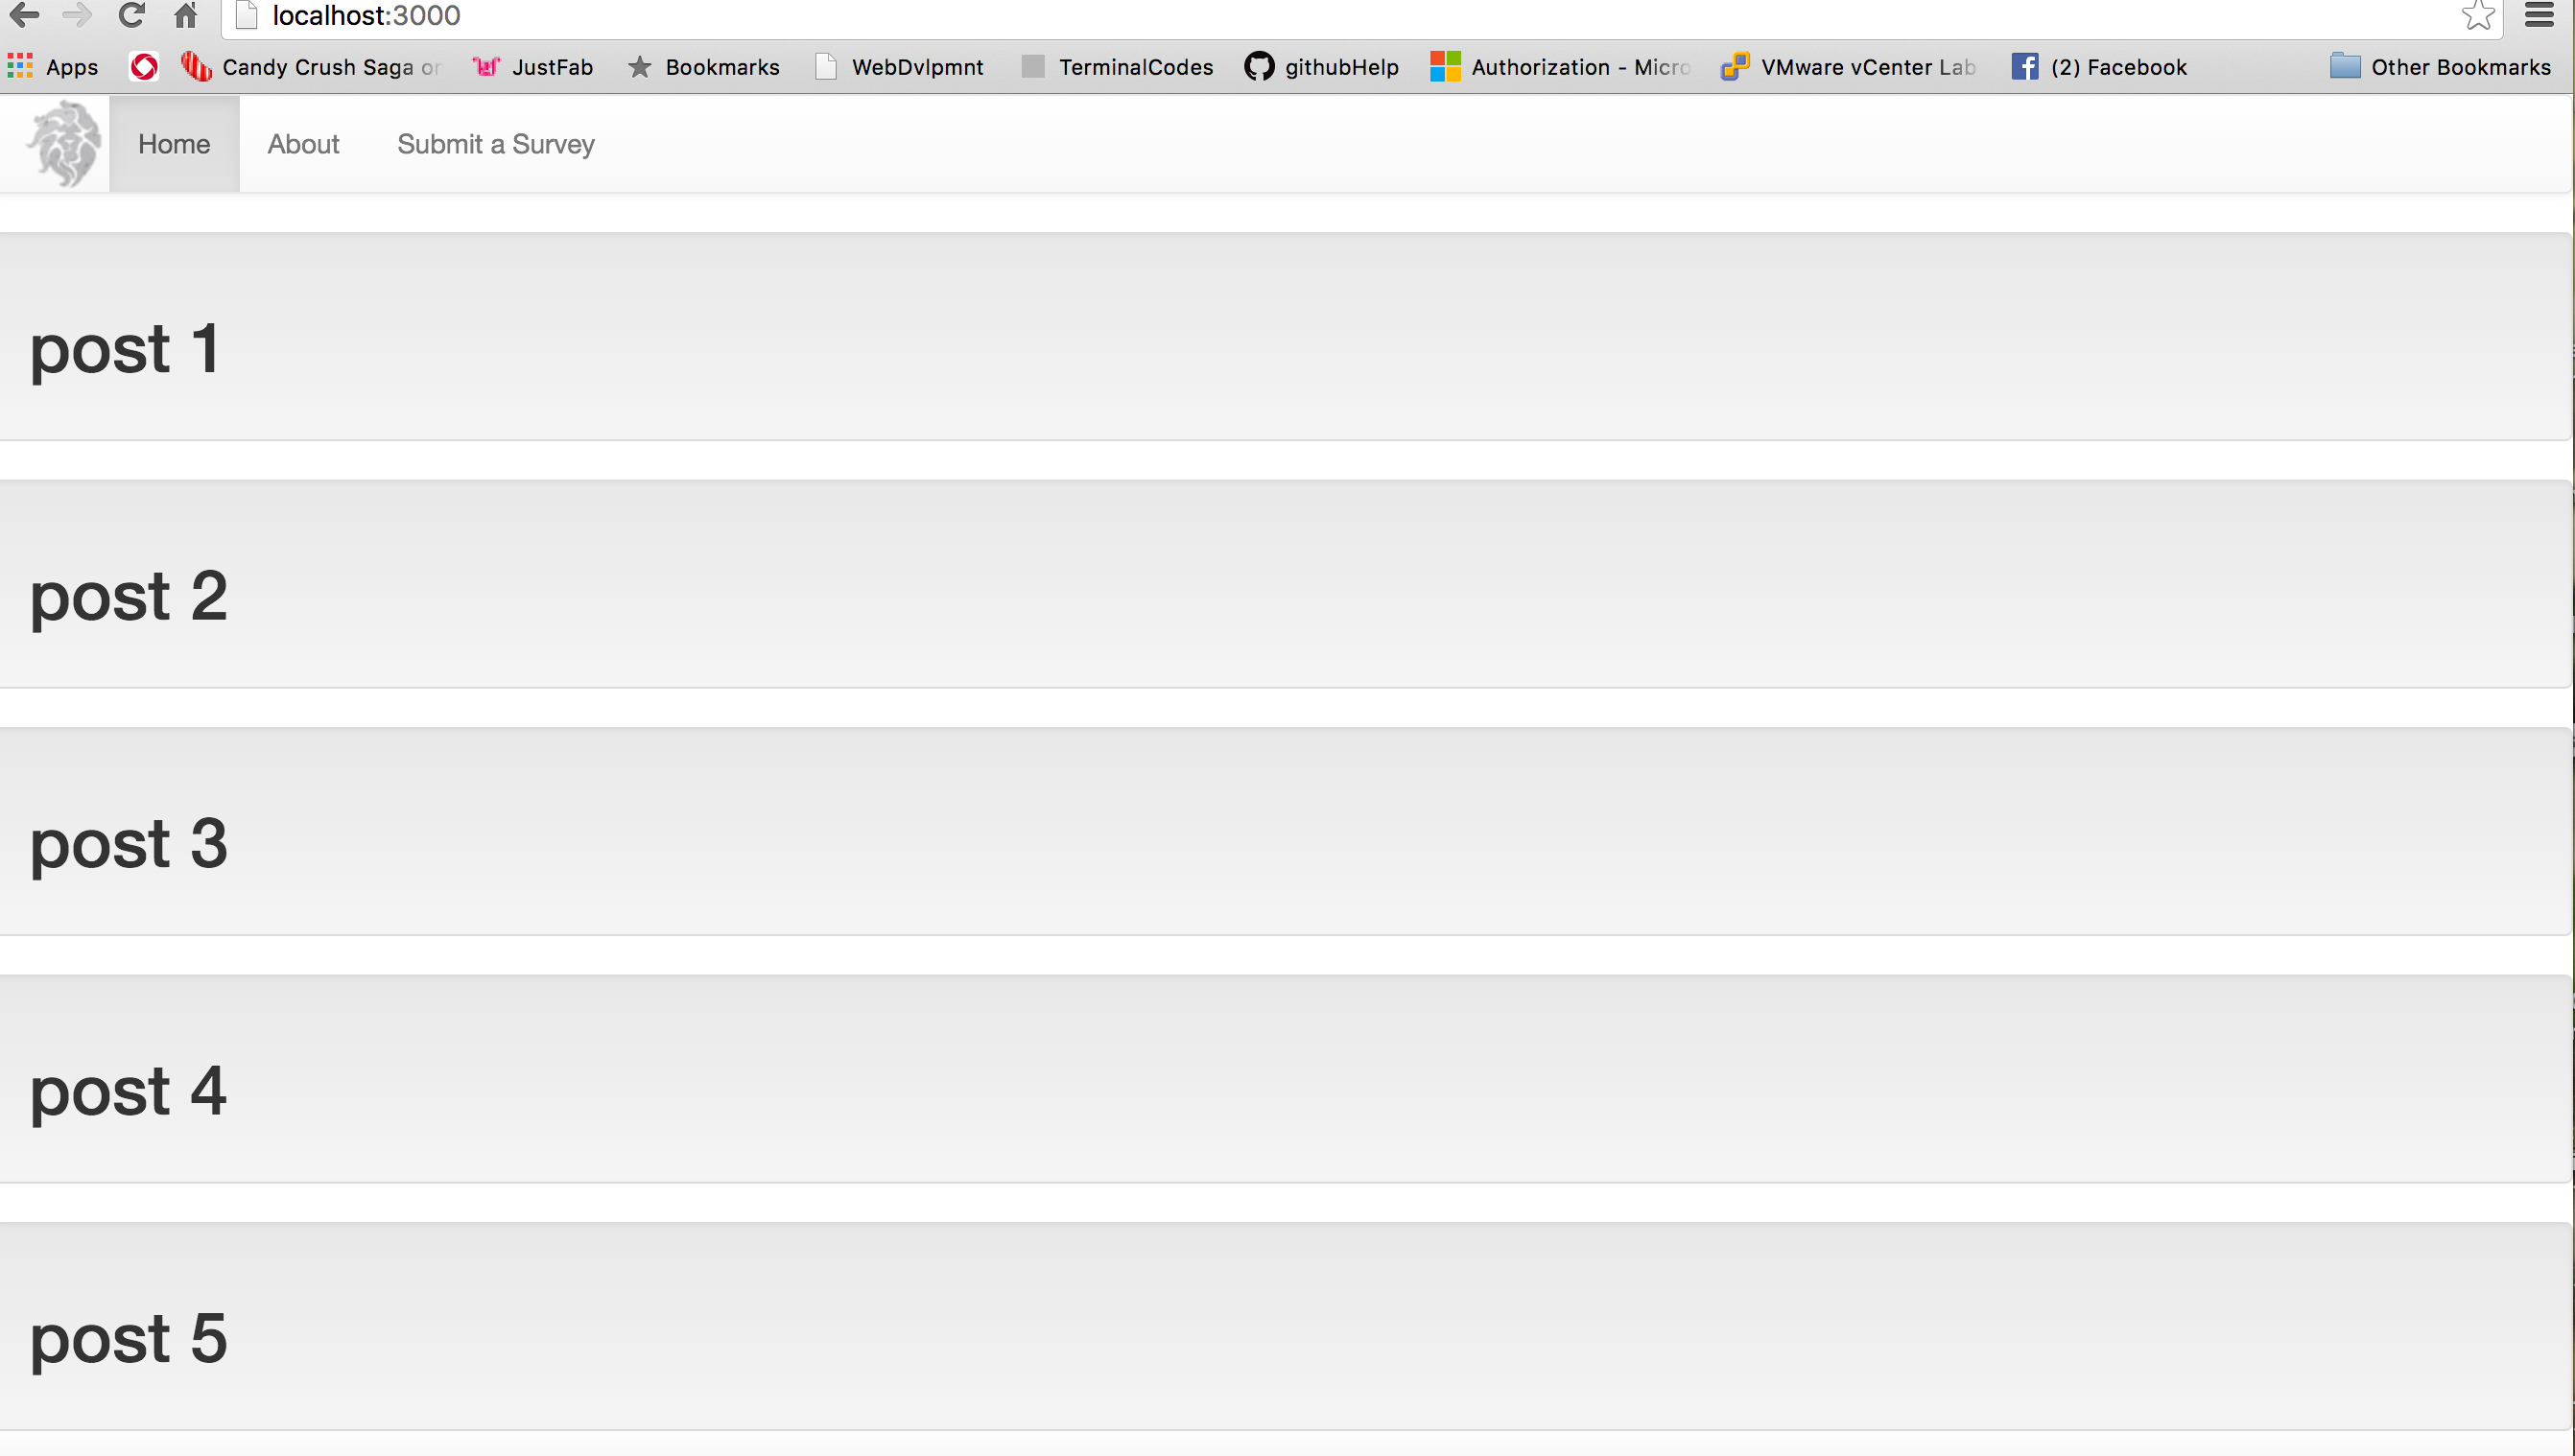 localhost:3000
Apps Candy Crush Saga or JustFab Bookmarks WebDvlpmnt TerminalCodes githubHelp Authorization - Micro VMware vCenter Lab (2) Facebook Other Bookmarks
Home About Submit a Survey
post 1
post 2
post 3
post 4
post 5